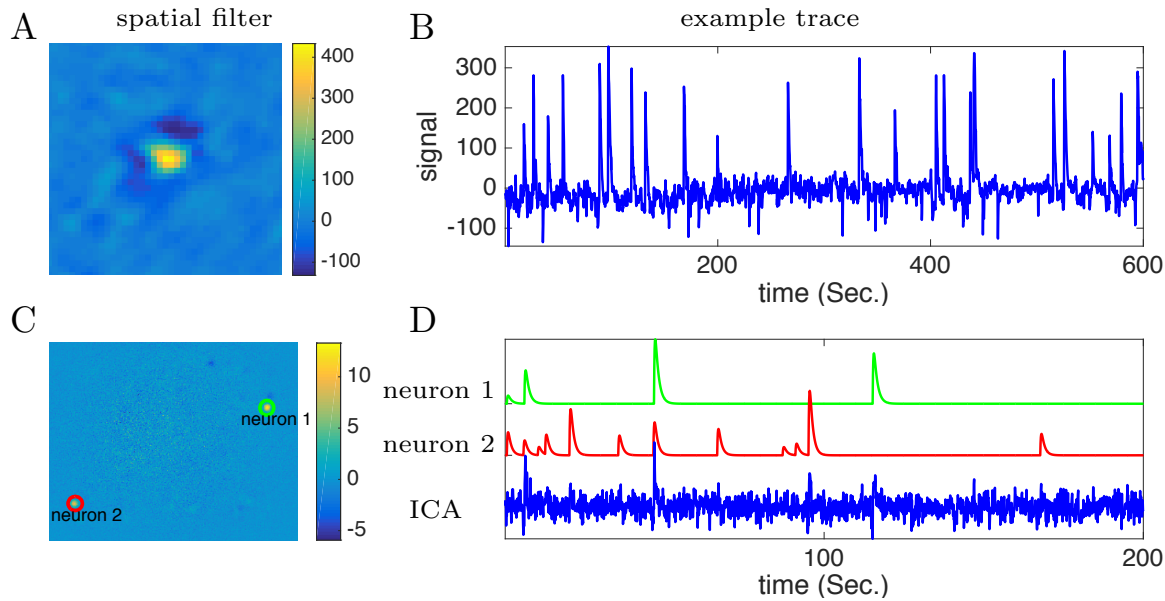 spatial filter
example trace
A
B
400
300
200
100
0
-100
signal
300
200
100
0
-100
200
400
600
time (Sec.)
C
D
neuron 1
neuron 2
10
5
0
-5
neuron 1
neuron 2
ICA
100
200
time (Sec.)